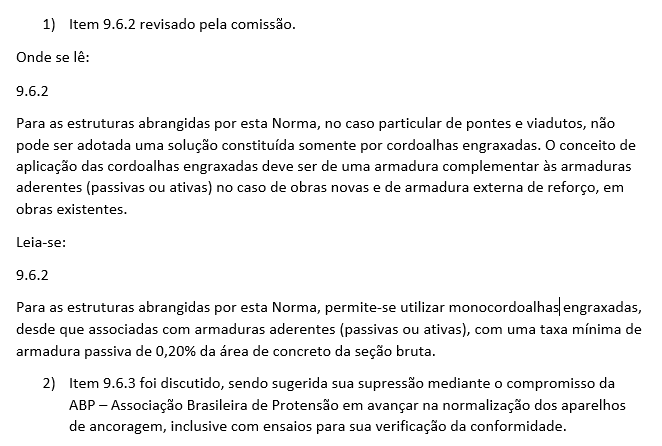 1) Item 9.6.2 revisado pela comissão.
Onde se lê:
9.6.2
Para as estruturas abrangidas por esta Norma, no caso particular de pontes e viadutos, não
pode ser adotada uma solução constituída somente por cordoalhas engraxadas. O conceito de
aplicação das cordoalhas engraxadas deve ser de uma armadura complementar às armaduras
aderentes (passivas ou ativas) no caso de obras novas e de armadura externa de reforço, em
obras existentes.
Leia-se:
9.6.2
Para as estruturas abrangidas por esta Norma, permite-se utilizar monocordoalhas engraxadas,
desde que associadas com armaduras aderentes (passivas ou ativas), com uma taxa mínima de
armadura passiva de 0,20% da área de concreto da seção bruta.
2) Item 9.6.3 foi discutido, sendo sugerida sua supressão mediante o compromisso da
ABP – Associação Brasileira de Protensão em avançar na normalização dos aparelhos
de ancoragem, inclusive com ensaios para sua verificação da conformidade.